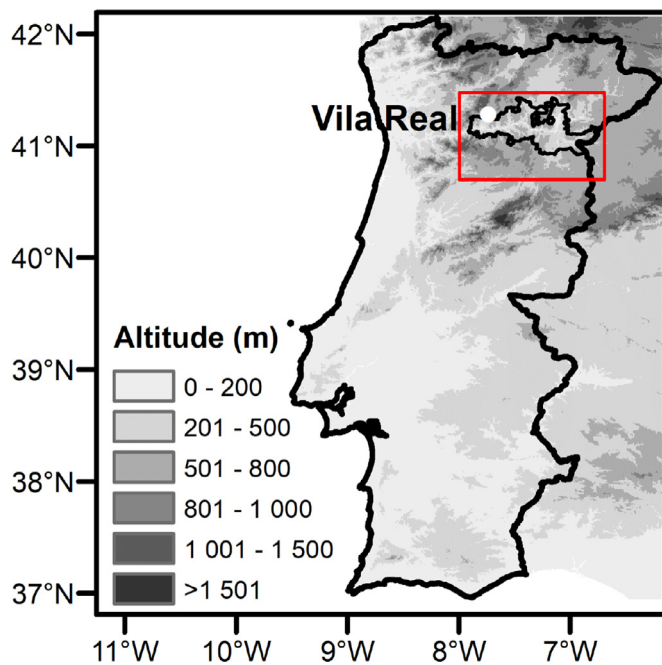 42°N
Vila Real
41°N
40°N
39°N
38°N
37°N
Altitude (m)
0 - 200
201 - 500
501 - 800
801 - 1 000
1 001 - 1 500
>1 501
11°W 10°W 9°W 8°W 7°W